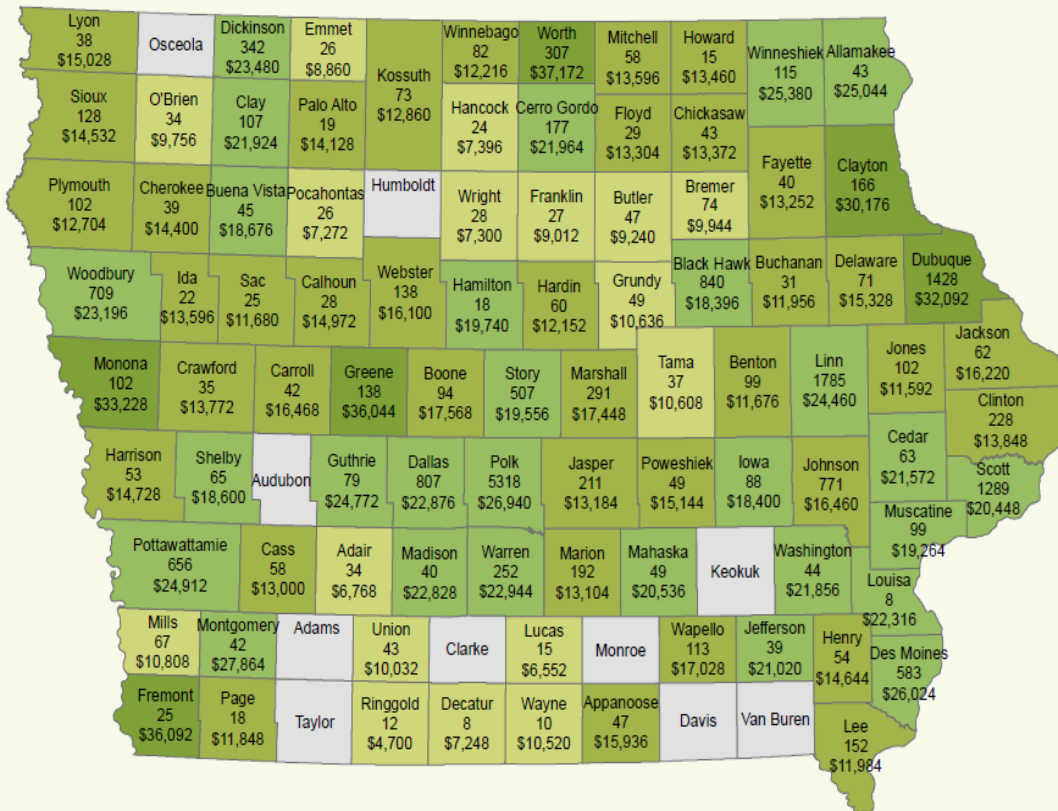 Lyon
38
$15,028
Osceola
Dickinson
342
$23,480
Emmet
26
$8,860
Kossuth
73
$12,860
Winnebago
82
$12,216
Worth
307
$37,172
Mitchell
58
$13,596
Howard
15
$13,460
Winneshiek
115
$25,380
Allamakee
43
$25,044
Sioux
128
$14,532
O'Brien
34
$9,756
Clay
107
$21,924
Palo Alto
19
$14,128
Hancock
24
$7,396
Cerro Gordo
177
$21,964
Floyd
29
$13,304
Chickasaw
43
$13,372
Fayette
40
$13,252
Clayton
166
$30,176
Plymouth
102
$12,704
Cherokee
39
$14,400
Buena Vista
45
$18,676
Pocahontas
26
$7,272
Humboldt
Wright
28
$7,300
Franklin
27
$9,012
Butler
47
$9,240
Bremer
74
$9,944
Woodbury
709
$23,196
Ida
22
$13,596
Sac
25
$11,680
Calhoun
28
$14,972
Webster
138
$16,100
Hamilton
18
$19,740
Hardin
60
$12,152
Grundy
49
$10,636
Black Hawk
840
$18,396
Buchanan
31
$11,956
Delaware
71
$15,328
Dubuque
1428
$32,092
Monona
102
$33,228
Crawford
35
$13,772
Carroll
42
$16,468
Greene
138
$36,044
Boone
94
$17,568
Story
507
$19,556
Marshall
291
$17,448
Tama
37
$10,608
Benton
99
$11,676
Linn
1785
$24,460
Jones
102
$11,592
Jackson
62
$16,220
Clinton
228
$13,848
Harrison
53
$14,728
Shelby
65
$18,600
Audubon
Guthrie
79
$24,772
Dallas
807
$22,876
Polk
5318
$26,940
Jasper
211
$13,184
Poweshiek
49
$15,144
Iowa
88
$18,400
Johnson
771
$16,460
Cedar
63
$21,572
Scott
1289
$20,448
Muscatine
99
$19,264
Pottawattamie
656
$24,912
Cass
58
$13,000
Adair
34
$6,768
Madison
40
$22,828
Warren
252
$22,944
Marion
192
$13,104
Mahaska
49
$20,536
Keokuk
Washington
44
$21,856
Louisa
8
$22,316
Mills
67
$10,808
Montgomery
42
$27,864
Adams
Union
43
$10,032
Clarke
Lucas
15
$6,552
Monroe
Wapello
113
$17,028
Jefferson
39
$21,020
Henry
54
$14,644
Des Moines
583
$26,024
Fremont
25
$36,092
Page
18
$11,848
Taylor
Ringgold
12
$4,700
Decatur
8
$7,248
Wayne
10
$10,520
Appanoose
47
$15,936
Davis
Van Buren
Lee
152
$11,984